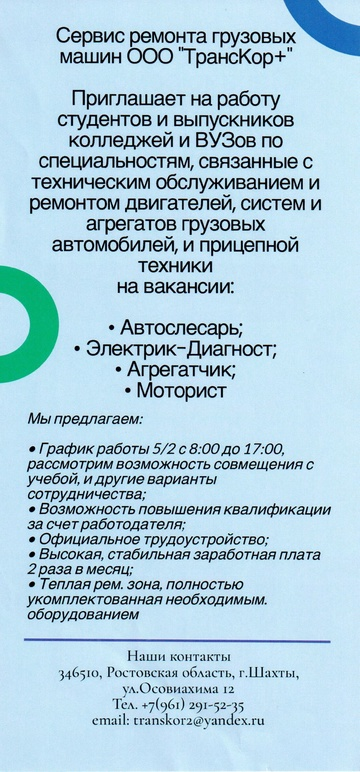 Сервис ремонта грузовых
машин ООО "ТрансКор+"
Приглашает на работу
студентов и выпускников
колледжей и ВУЗов по
специальностям, связанные с
техническим обслуживанием и
ремонтом двигателей, систем и
агрегатов грузовых
автомобилей, и прицепной
техники
на вакансии:
• Автослесарь;
• Электрик-Диагност;
• Агрегатчик;
• Моторист
Мы предлагаем:
• График работы 5/2 с 8:00 до 17:00,
рассмотрим возможность совмещения с
учебой, и другие варианты
сотрудничества;
• Возможность повышения квалификации
за счет работодателя;
• Официальное трудоустройство;
• Высокая, стабильная заработная плата
2 раза в месяц;
• Теплая рем. зона, полностью
укомплектованная необходимым.
оборудованием
Наши контакты
346510, Ростовская область, г.Шахты,
ул.Осовиахима 12
Тел. +7(961) 291-52-35
email: transkor2@yandex.ru